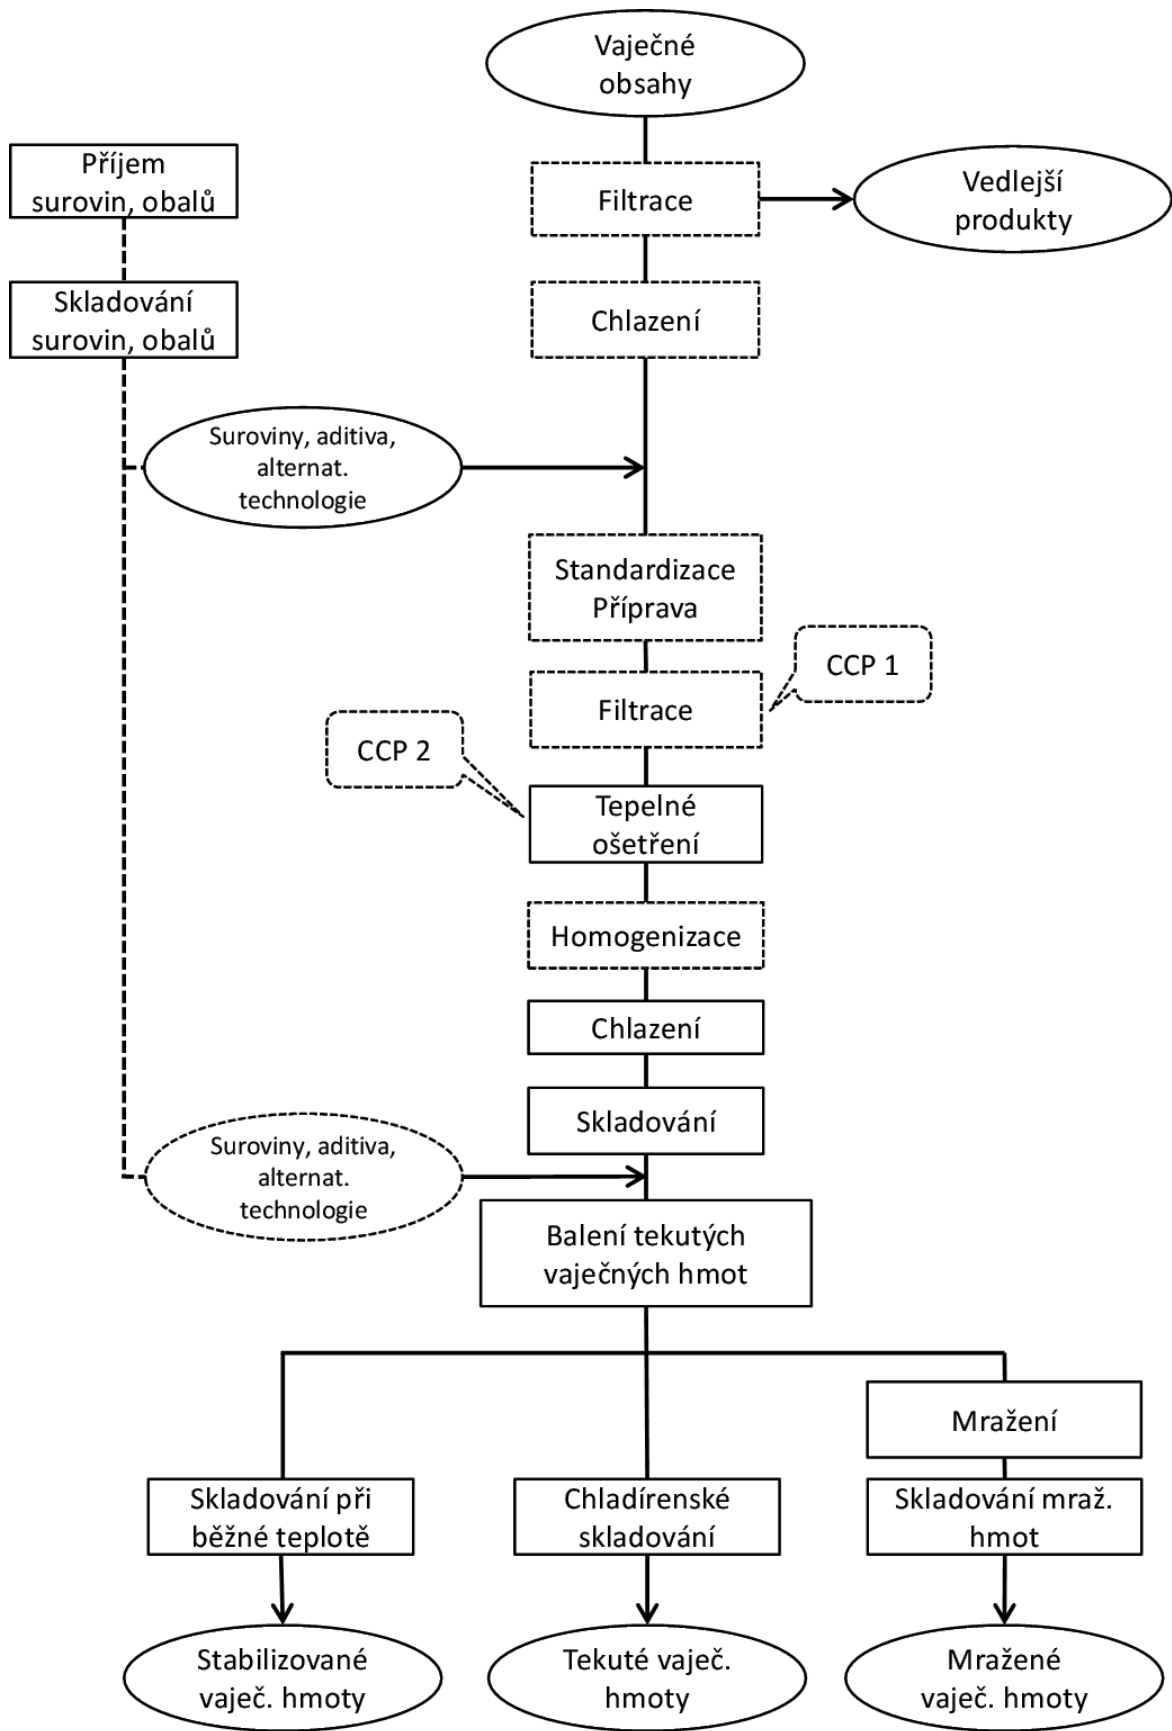 Vaječné
obsahy
Příjem
surovin, obalů
Filtrace
Vedlejší
produkty
Skladování
surovin, obalů
Chlazení
Suroviny, aditiva,
alternat.
technologie
Standardizace
Příprava
CCP 1
Filtrace
CCP 2
Tepelné
ošetření
Homogenizace
Chlazení
Skladování
Suroviny, aditiva,
alternat.
technologie
Balení tekutých
vaječných hmot
Mražení
Skladování při
běžné teplotě
Chladírenské
skladování
Skladování mraž.
hmot
Stabilizované
vaječ. hmoty
Tekuté vaječ.
hmoty
Mražené
vaječ. hmoty